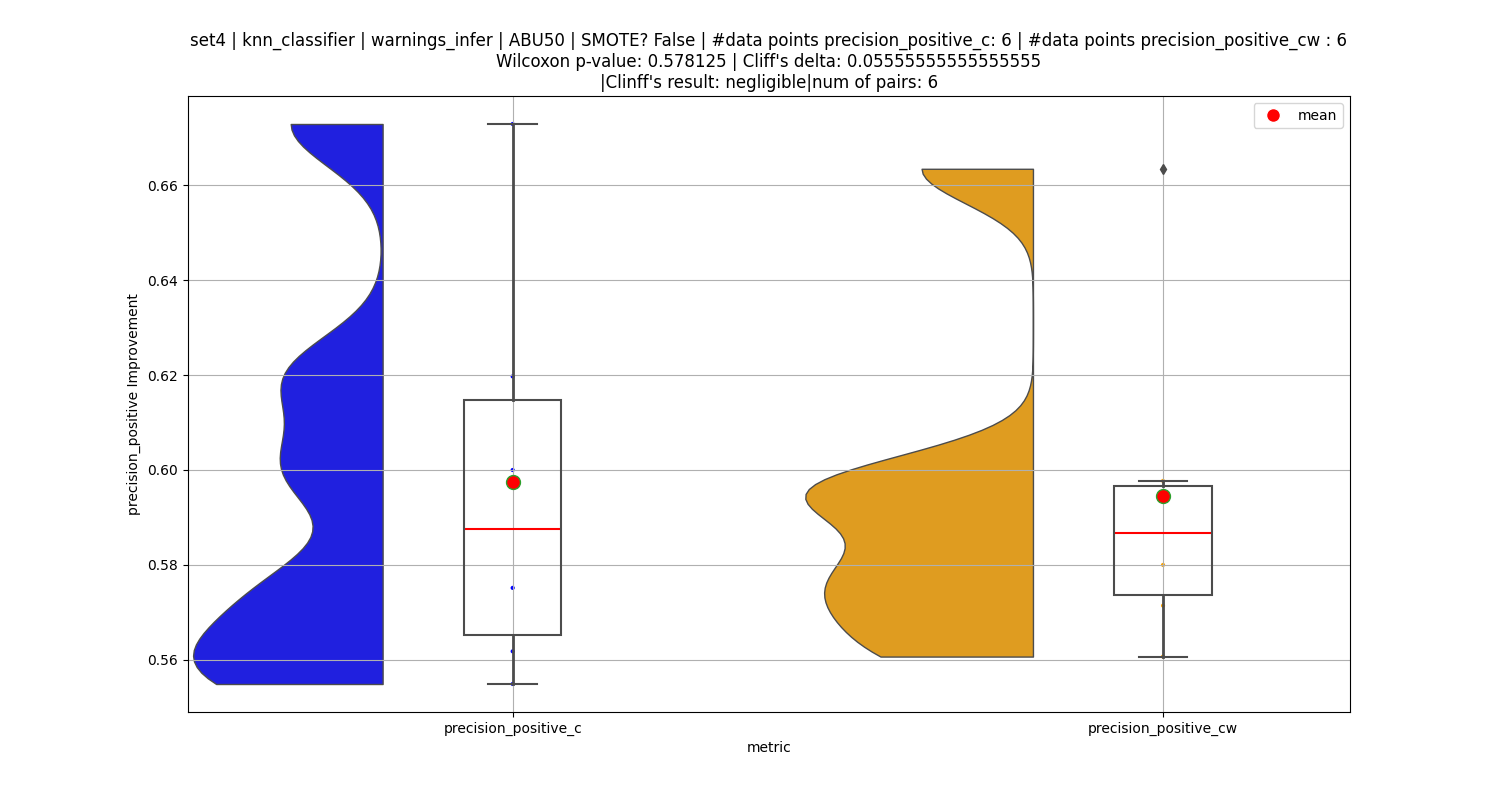 set4 | knn_classifier | warnings_infer | ABU50 | SMOTE? False | #data points precision_positive_c: 6 | #data points precision_positive_cw : 6
Wilcoxon p-value: 0.578125 | Cliff's delta: 0.05555555555555555
|Clinff's result: negligible|num of pairs: 6
mean
precision_positive Improvement
0.66
0.64
0.62
0.60
0.58
0.56
precision_positive_c
precision_positive_cw
metric